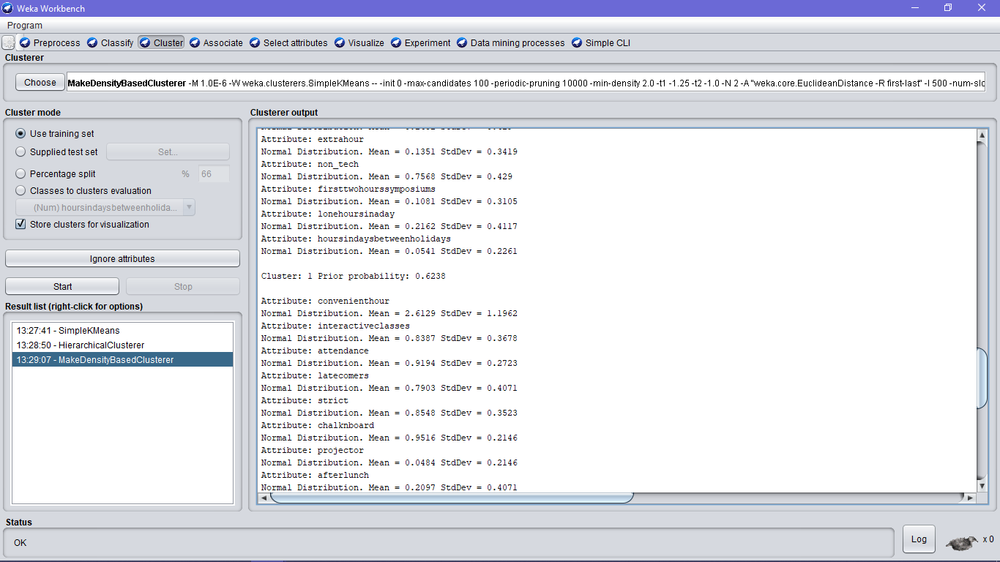 Weka Workbench
Program
Preprocess Classify Cluster Associate Select attributes Visualize Experiment Data mining processes Simple CLI
Clusterer
Choose MakeDensityBasedClusterer -M 1.0E-6 -W weka.clusterers.SimpleKMeans -- -init 0 -max-candidates 100 -periodic-pruning 10000 -min-density 2.0 -t1 -1.25 -t2 -1.0 -N 2 -A "weka.core.EuclideanDistance -R first-last" -I 500 -num-slo
Cluster mode
Use training set
Supplied test set Set...
Percentage split % 66
Classes to clusters evaluation
(Num) hoursindaysbetweenholida...
Store clusters for visualization
Ignore attributes
Start Stop
Result list (right-click for options)
13:27:41 - SimpleKMeans
13:28:50 - HierarchicalClusterer
13:29:07 - MakeDensityBasedClusterer
Clusterer output
Attribute: extrahour
Normal Distribution. Mean = 0.1351 StdDev = 0.3419
Attribute: non_tech
Normal Distribution. Mean = 0.7568 StdDev = 0.429
Attribute: firsttwohourssymposiums
Normal Distribution. Mean = 0.1081 StdDev = 0.3105
Attribute: lonehoursinaday
Normal Distribution. Mean = 0.2162 StdDev = 0.4117
Attribute: hoursindaysbetweenholidays
Normal Distribution. Mean = 0.0541 StdDev = 0.2261
Cluster: 1 Prior probability: 0.6238
Attribute: convenienthour
Normal Distribution. Mean = 2.6129 StdDev = 1.1962
Attribute: interactiveclasses
Normal Distribution. Mean = 0.8387 StdDev = 0.3678
Attribute: attendance
Normal Distribution. Mean = 0.9194 StdDev = 0.2723
Attribute: latecomers
Normal Distribution. Mean = 0.7903 StdDev = 0.4071
Attribute: strict
Normal Distribution. Mean = 0.8548 StdDev = 0.3523
Attribute: chalknboard
Normal Distribution. Mean = 0.9516 StdDev = 0.2146
Attribute: projector
Normal Distribution. Mean = 0.0484 StdDev = 0.2146
Attribute: afterlunch
Normal Distribution. Mean = 0.2097 StdDev = 0.4071
Status
OK
Log x 0